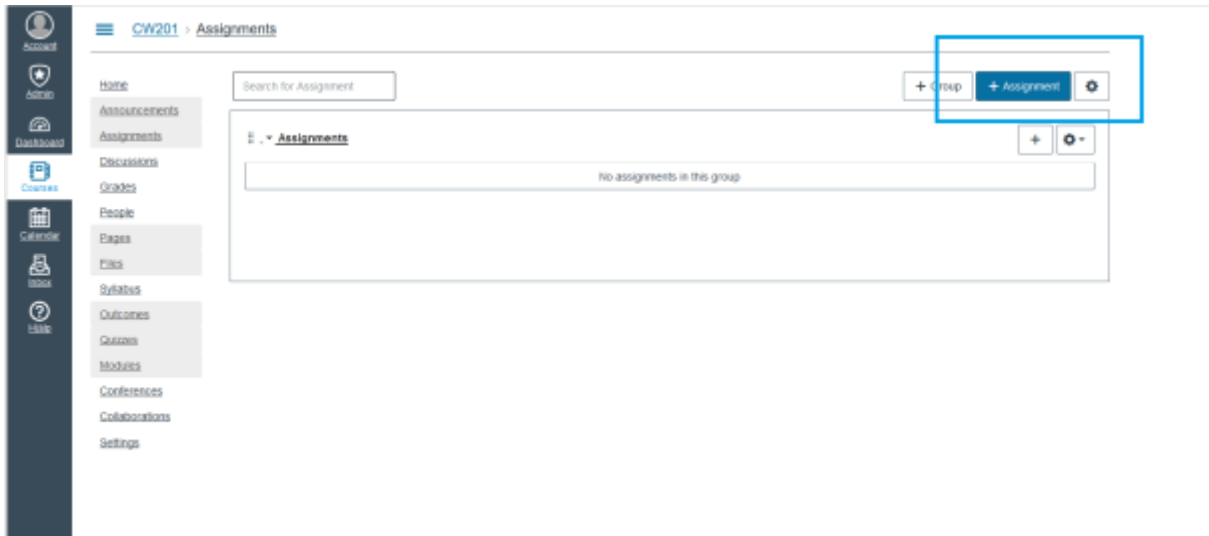 CW201 > Assignments
Account
Admin
Dashboard
Courses
Calendar
Inbox
Help
Home
Announcements
Assignments
Discussions
Grades
People
Pages
Files
Syllabus
Outcomes
Quizzes
Modules
Conferences
Collaborations
Settings
Search for Assignment
+ Group
+ Assignment
Assignments
+
No assignments in this group